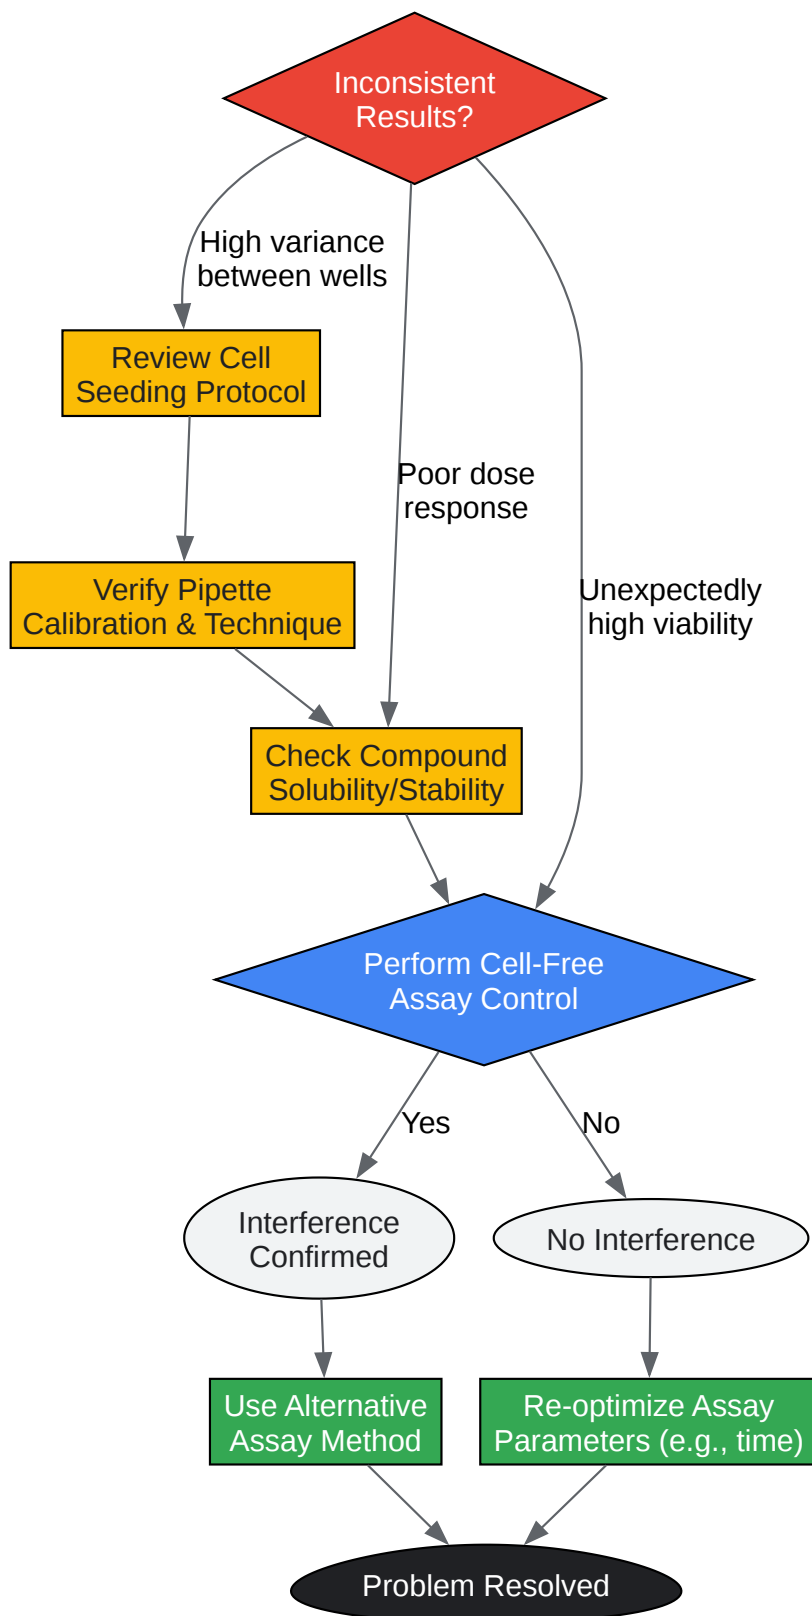 Inconsistent
Results?
High variance
between wells
Review Cell
Seeding Protocol
Poor dose
response
Verify Pipette
Calibration & Technique
Unexpectedly
high viability
Check Compound
Solubility/Stability
Perform Cell-Free
Assay Control
Yes
No
Interference
Confirmed
No Interference
Use Alternative
Assay Method
Re-optimize Assay
Parameters (e.g., time)
Problem Resolved